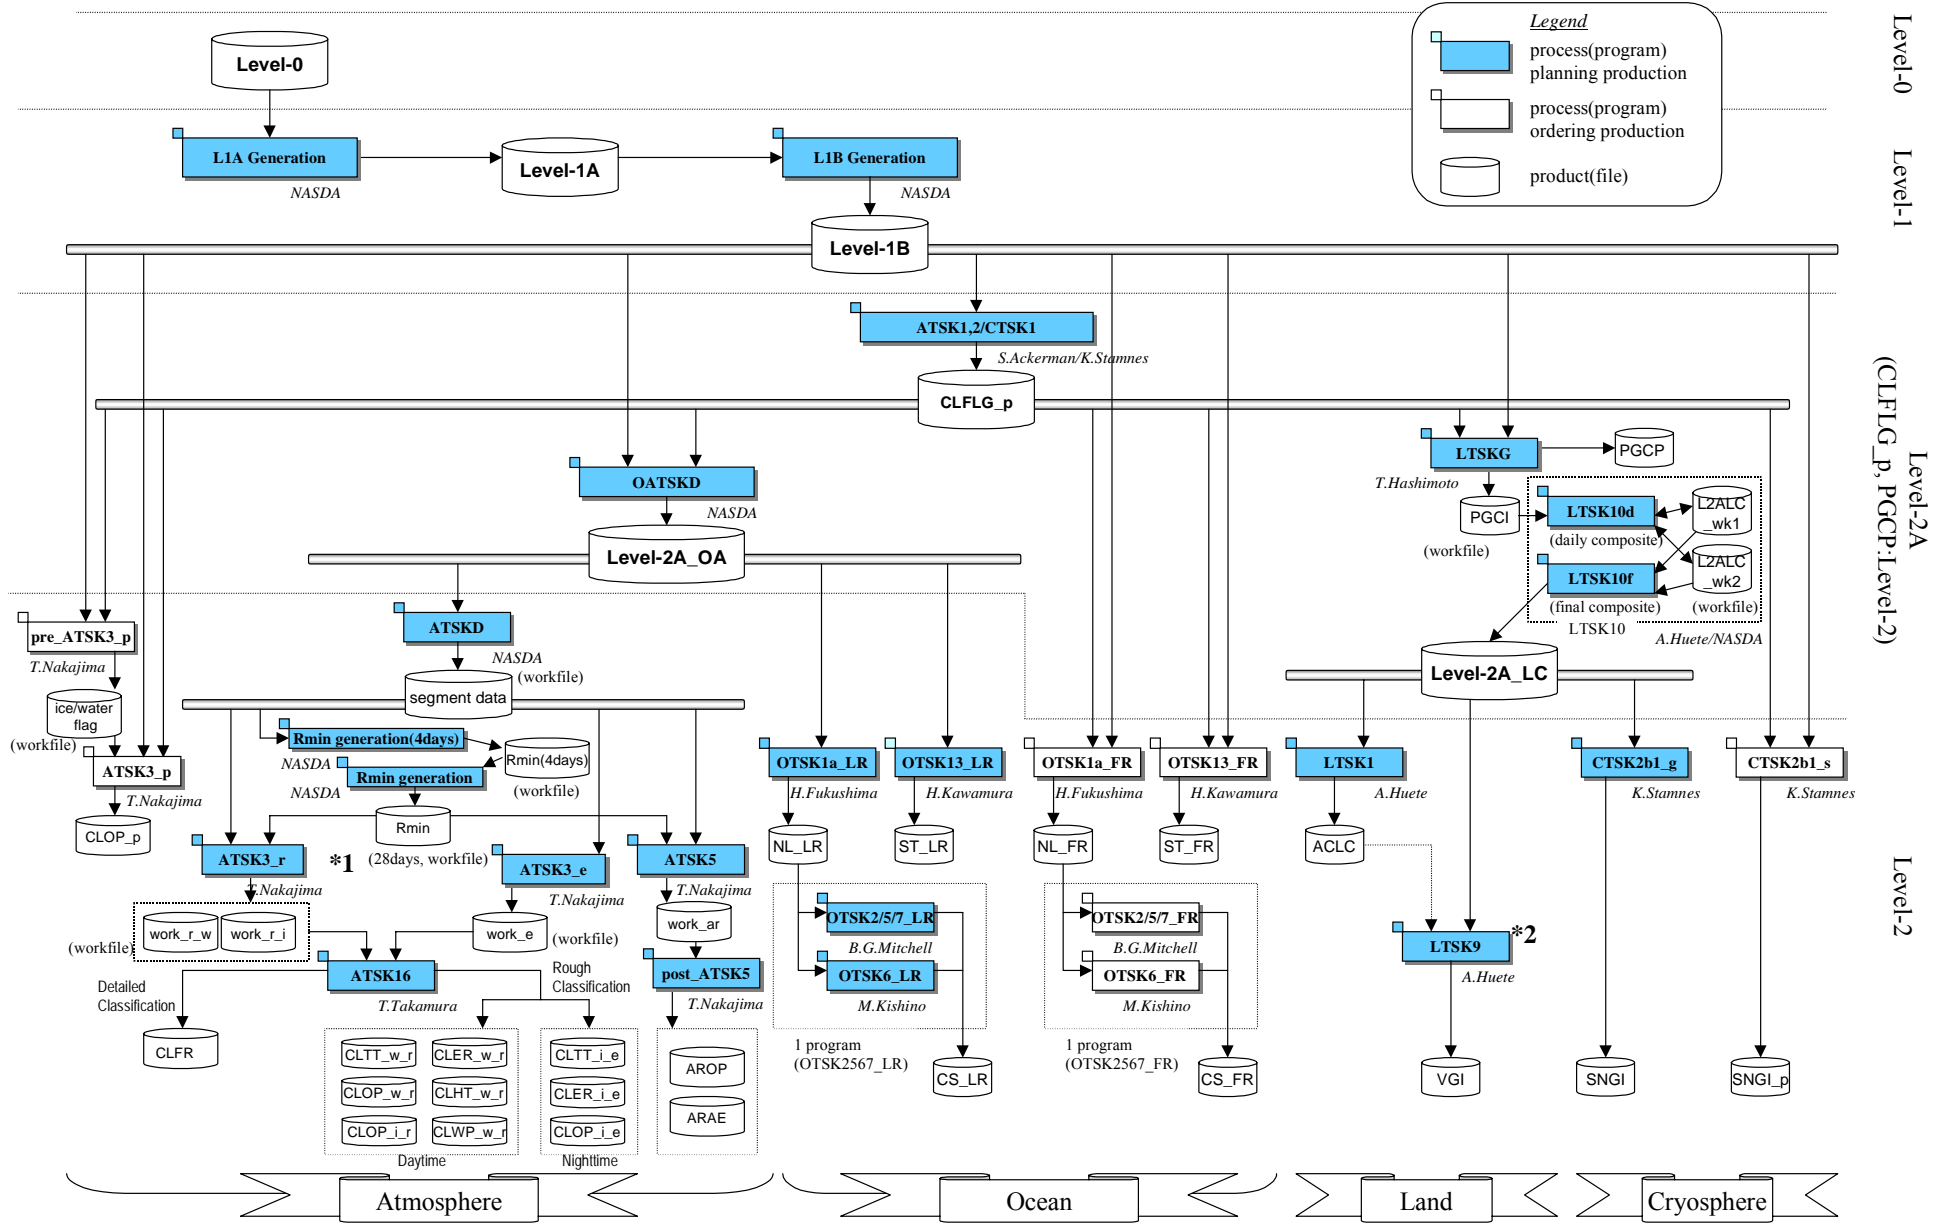 Legend
process(program)
planning production
process(program)
ordering production
product(file)
Level-0
Level-1
Level-2A
(CLFLG_p, PGCP:Level-2)
Level-2
Level-0
L1A Generation
NASDA
Level-1A
L1B Generation
NASDA
Level-1B
ATSK1,2/CTSK1
S.Ackerman/K.Stamnes
CLFLG_p
OATSKD
NASDA
Level-2A_OA
LTSKG
T.Hashimoto
PGCP
PGCI
(workfile)
LTSK10d
(daily composite)
L2ALC
_wk1
LTSK10f
(final composite)
L2ALC
_wk2
(workfile)
LTSK10
A.Huete/NASDA
Level-2A_LC
pre_ATSK3_p
T.Nakajima
ice/water
flag
(workfile)
ATSK3_p
T.Nakajima
CLOP_p
ATSKD
NASDA
(workfile)
segment data
Rmin generation(4days)
NASDA
Rmin(4days)
(workfile)
Rmin generation
NASDA
Rmin
(28days, workfile)
ATSK3_r
T.Nakajima
*1
ATSK3_e
T.Nakajima
ATSK5
T.Nakajima
work_r_w
work_r_i
(workfile)
work_e
(workfile)
work_ar
ATSK16
T.Takamura
Detailed
Classification
Rough
Classification
post_ATSK5
T.Nakajima
CLFR
CLTT_w_r
CLER_w_r
CLOP_w_r
CLHT_w_r
CLOP_i_r
CLWP_w_r
Daytime
CLTT_i_e
CLER_i_e
CLOP_i_e
Nighttime
AROP
ARAE
OTSK1a_LR
H.Fukushima
OTSK13_LR
H.Kawamura
NL_LR
ST_LR
OTSK2/5/7_LR
B.G.Mitchell
OTSK6_LR
M.Kishino
1 program
(OTSK2567_LR)
CS_LR
OTSK1a_FR
H.Fukushima
OTSK13_FR
H.Kawamura
NL_FR
ST_FR
OTSK2/5/7_FR
B.G.Mitchell
OTSK6_FR
M.Kishino
1 program
(OTSK2567_FR)
CS_FR
LTSK1
A.Huete
ACLC
LTSK9
*2
A.Huete
VGI
CTSK2b1_g
K.Stamnes
SNGI
CTSK2b1_s
K.Stamnes
SNGI_p
Atmosphere
Ocean
Land
Cryosphere